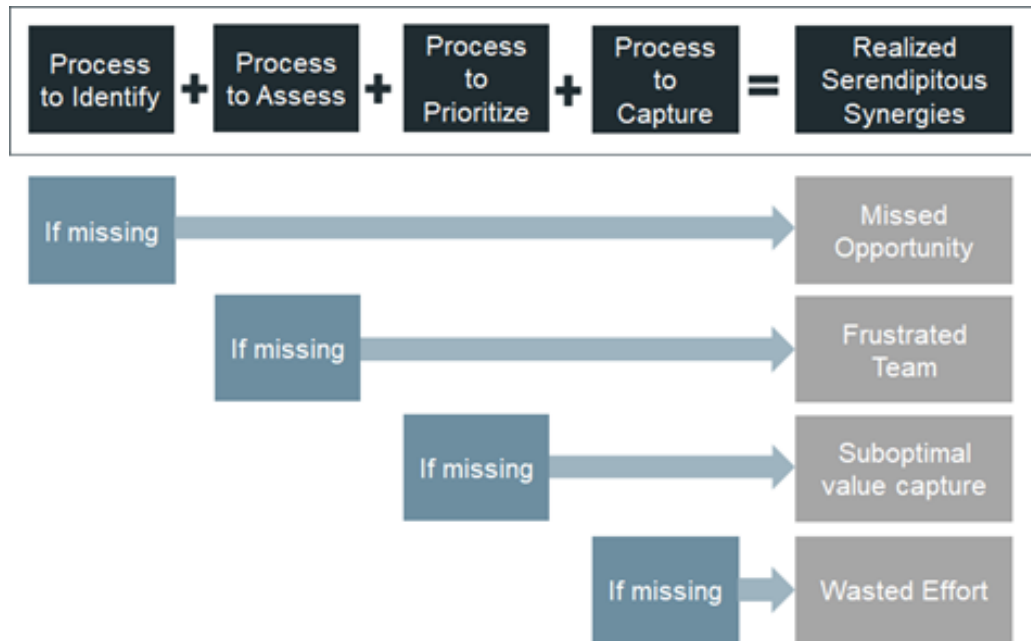 Process
to Identify
+
Process
to Assess
+
Process
to
Prioritize
+
Process
to
Capture
=
Realized
Serendipitous
Synergies
If missing
Missed
Opportunity
If missing
Frustrated
Team
If missing
Suboptimal
value capture
If missing
Wasted Effort